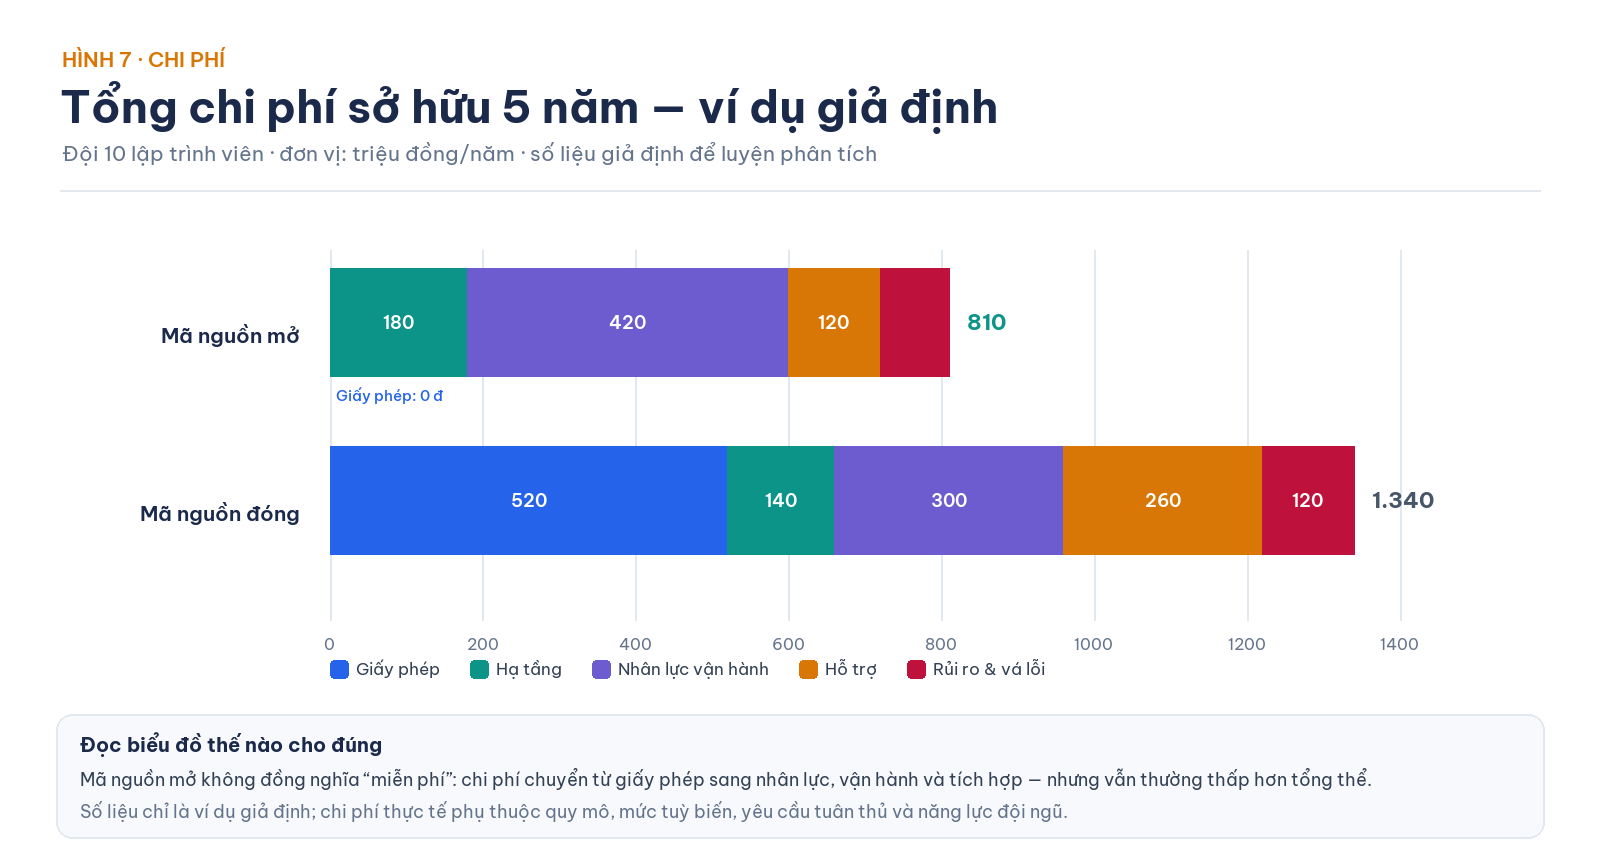 HÌNH 7 · CHI PHÍ
Tổng chi phí sở hữu 5 năm — ví dụ giả định
Đội 10 lập trình viên · đơn vị: triệu đồng/năm · số liệu giả định để luyện phân tích
Mã nguồn mở
180 420 120 810
Giấy phép: 0 đ
Mã nguồn đóng
520 140 300 260 120 1.340
0 200 400 600 800 1000 1200 1400
Giấy phép Hạ tầng Nhân lực vận hành Hỗ trợ Rủi ro & vá lỗi
Đọc biểu đồ thế nào cho đúng
Mã nguồn mở không đồng nghĩa “miễn phí”: chi phí chuyển từ giấy phép sang nhân lực, vận hành và tích hợp — nhưng vẫn thường thấp hơn tổng thể.
Số liệu chỉ là ví dụ giả định; chi phí thực tế phụ thuộc quy mô, mức tuỳ biến, yêu cầu tuân thủ và năng lực đội ngũ.